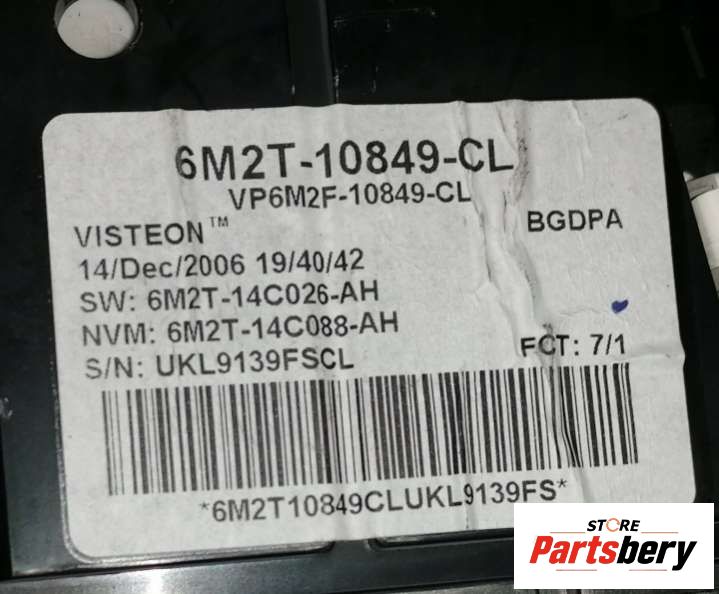 6M2T-10849-CL
VP6M2F-10849-CL
VISTEON™
BGDPA
14/Dec/2006 19/40/42
SW: 6M2T-14C026-AH
NVM: 6M2T-14C088-AH
S/N: UKL9139FSCL
FCT: 7/1
*6M2T10849CLUKL9139FS*
STORE
Partsbery